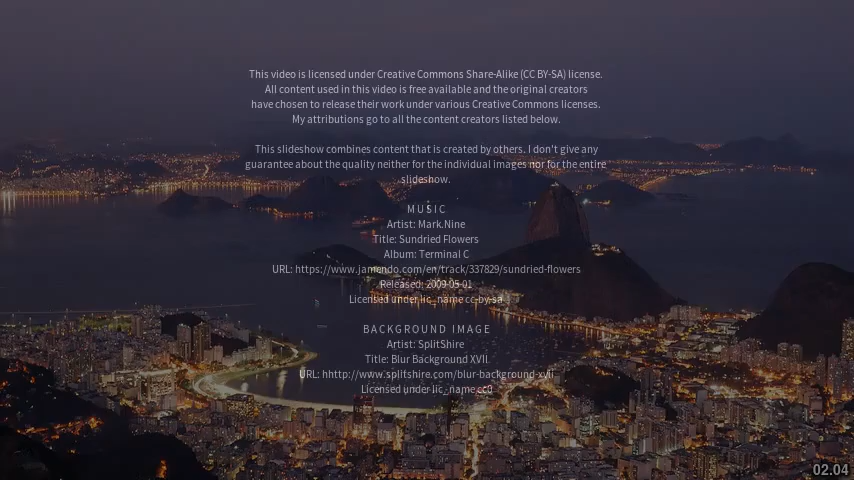 This video is licensed under Creative Commons Share-Alike (CC BY-SA) license.
All content used in this video is free available and the original creators
have chosen to release their work under various Creative Commons licenses.
My attributions go to all the content creators listed below.
This slideshow combines content that is created by others. I don't give any
guarantee about the quality neither for the individual images nor for the entire
slideshow.
MUSIC
Artist: Mark.Nine
Title: Sundried Flowers
Album: Terminal C
URL: https://www.jamendo.com/en/track/337829/sundried-flowers
Released: 2009-05-01
Licensed under lic_name cc-by-sa
BACKGROUND IMAGE
Artist: SplitShire
Title: Blur Background XVII
URL: hhttp://www.splitshire.com/blur-background-xvii
Licensed under lic_name cc0
02.04